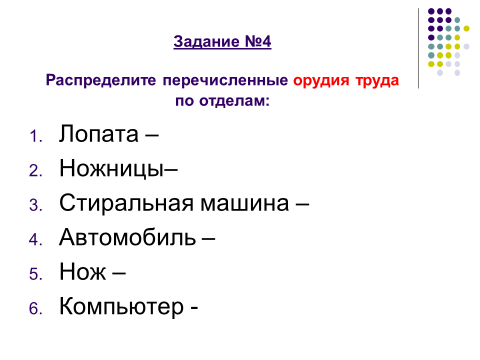 Задание №4
Распределите перечисленные орудия труда
по отделам:
1. Лопата –
2. Ножницы–
3. Стиральная машина –
4. Автомобиль –
5. Нож –
6. Компьютер -